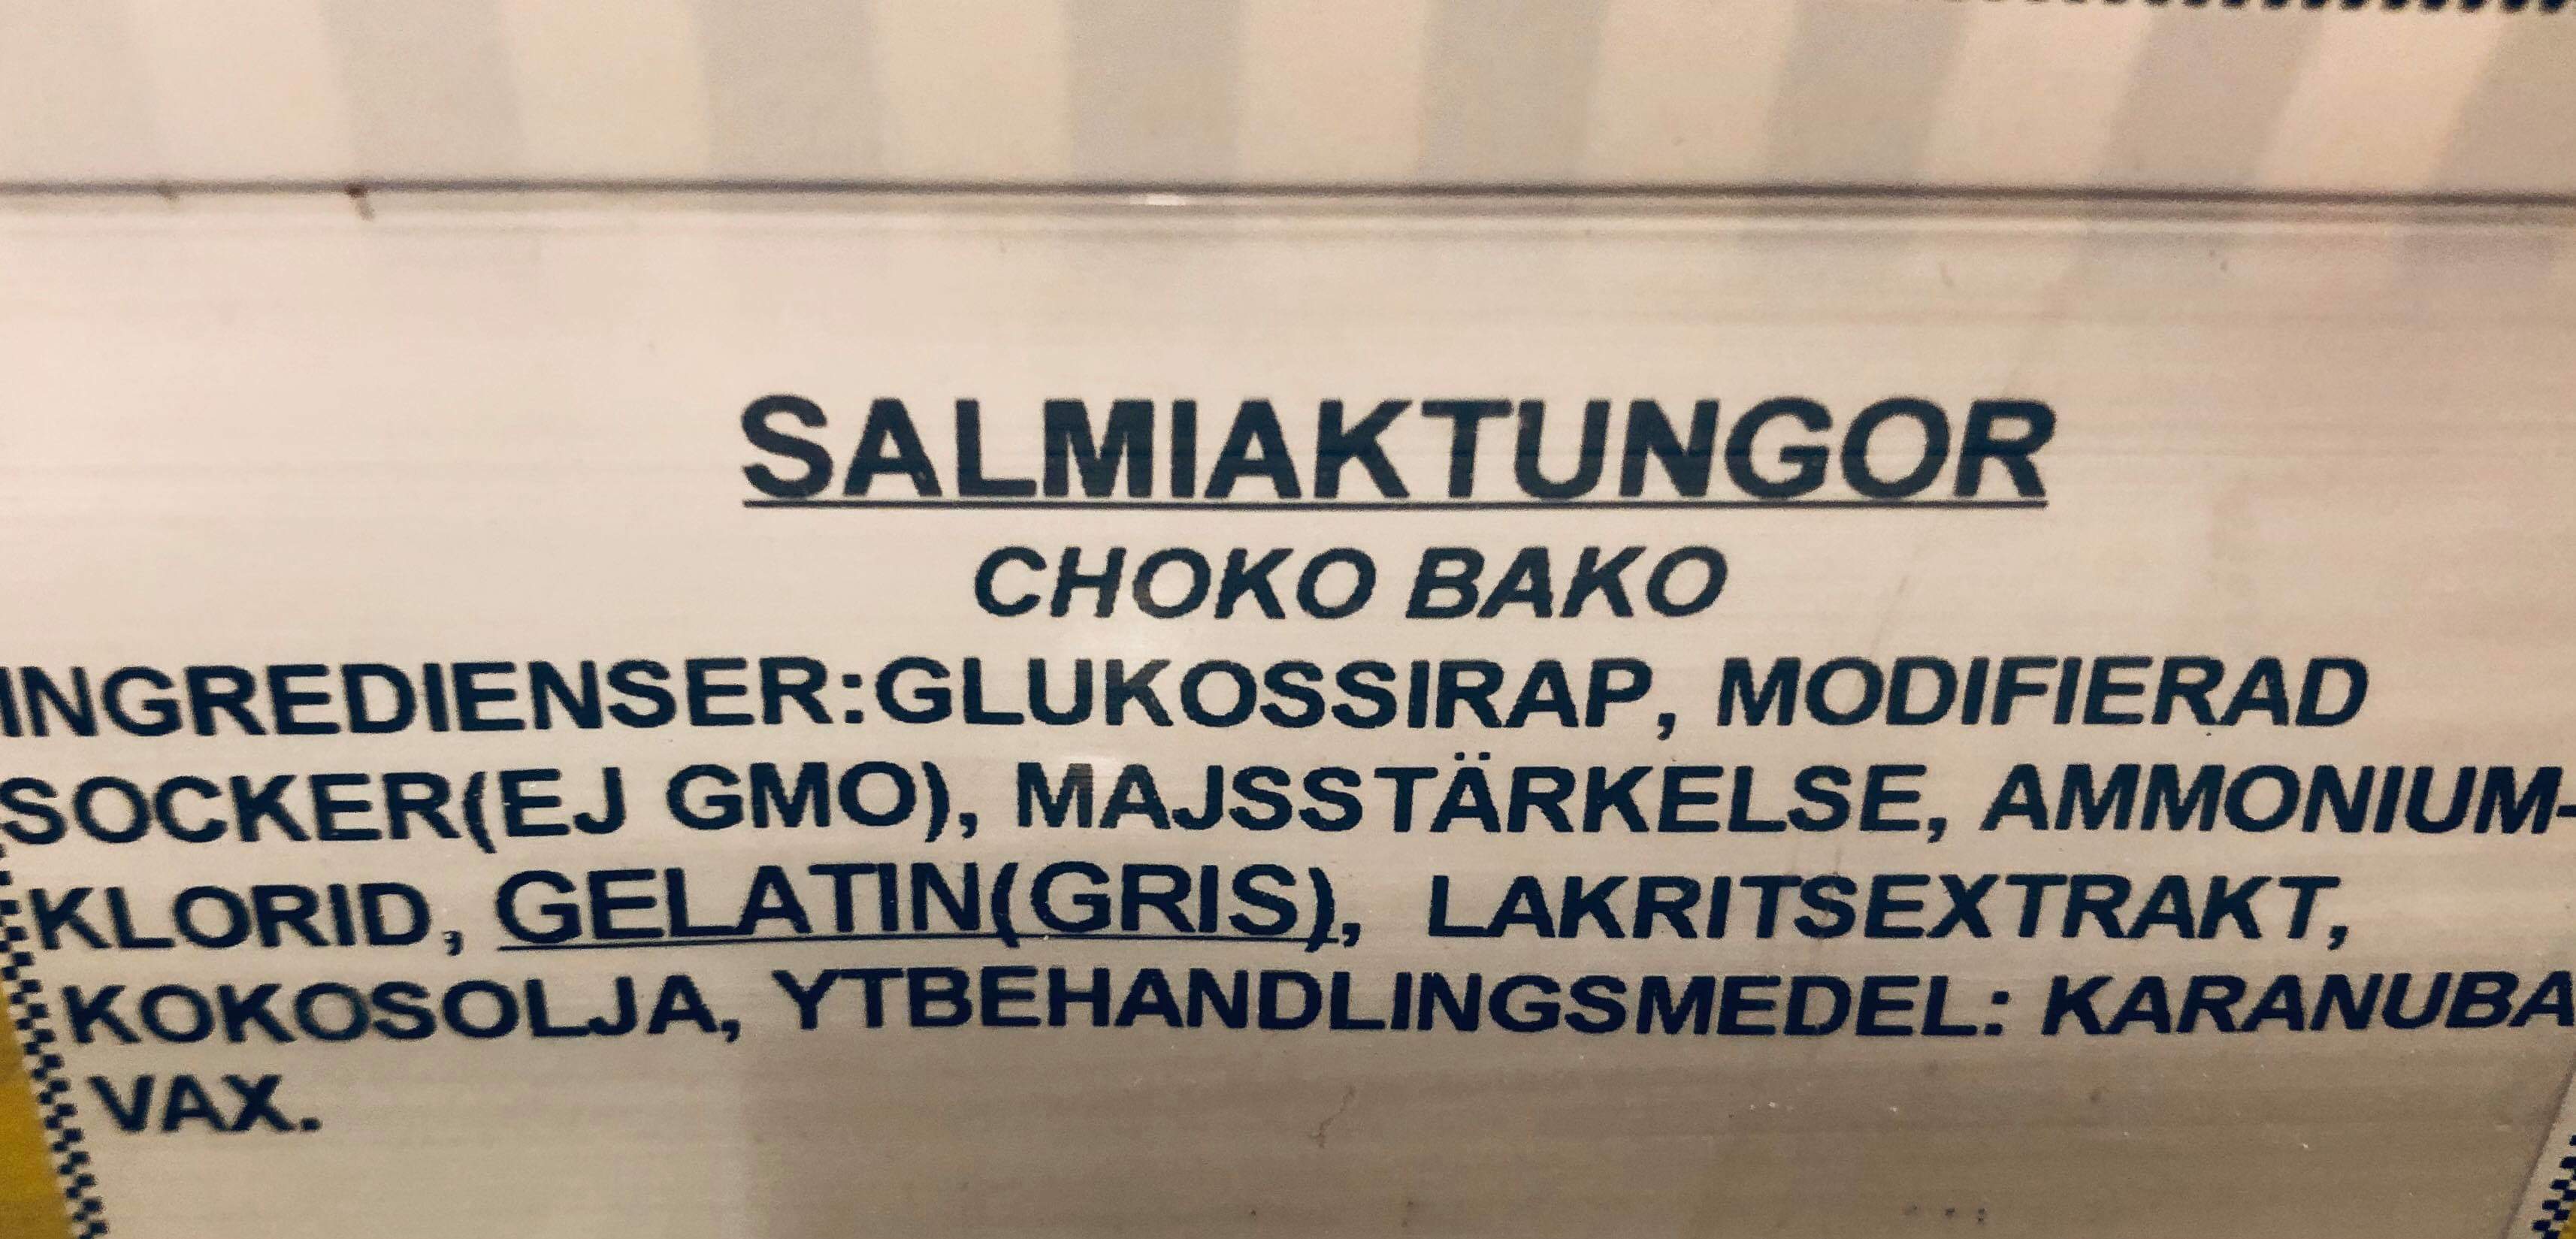 SALMIAKTUNGOR
CHOKO BAKO
INGREDIENSER:GLUKOSSIRAP, MODIFIERAD
SOCKER(EJ GMO), MAJSSTÄRKELSE, AMMONIUM-
KLORID, GELATIN(GRIS), LAKRITSEXTRAKT,
KOKOSOLJA, YTBEHANDLINGSMEDEL: KARANUBA
VAX.